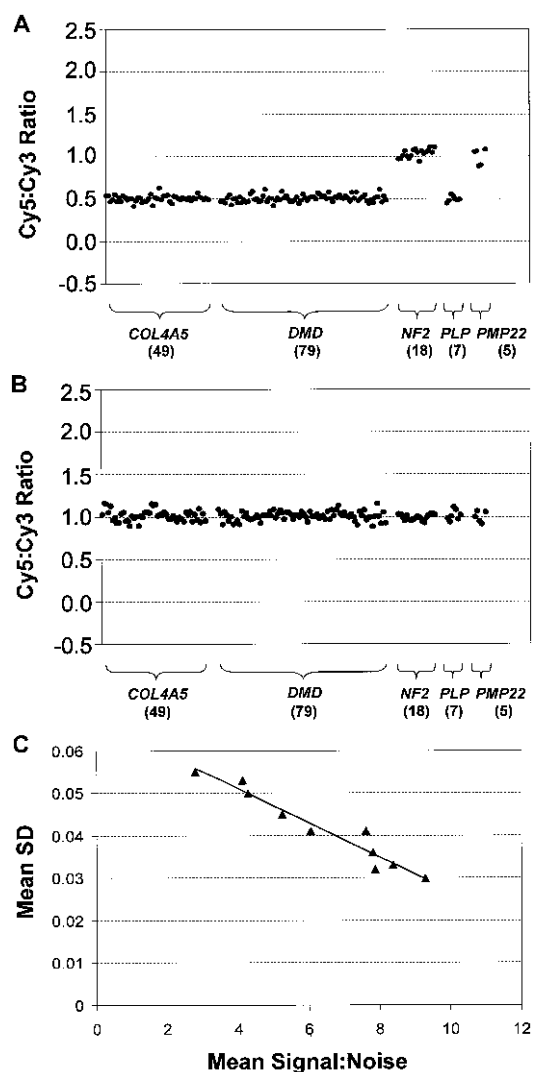 A
2.5
2.0
1.5
1.0
0.5
0.0
-0.5
Cy5:Cy3 Ratio
COL4A5 DMD NF2 PLP PMP22
(49) (79) (18) (7) (5)
B
2.5
2.0
1.5
1.0
0.5
0.0
-0.5
Cy5:Cy3 Ratio
COL4A5 DMD NF2 PLP PMP22
(49) (79) (18) (7) (5)
C
0.06
0.05
0.04
0.03
0.02
0.01
0
Mean SD
0 2 4 6 8 10 12
Mean Signal:Noise